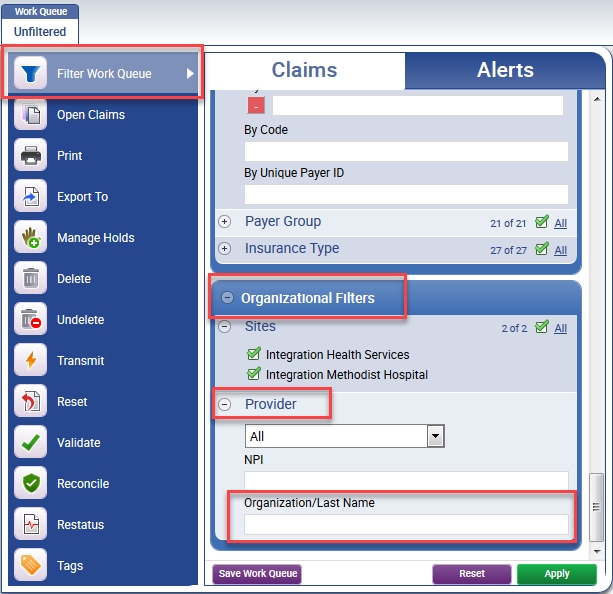 Work Queue
Unfiltered
Filter Work Queue
Open Claims
Print
Export To
Manage Holds
Delete
Undelete
Transmit
Reset
Validate
Reconcile
Restatus
Tags
Claims
Alerts
-
By Code
By Unique Payer ID
Payer Group 21 of 21 All
Insurance Type 27 of 27 All
Organizational Filters
Sites 2 of 2 All
Integration Health Services
Integration Methodist Hospital
Provider
All
NPI
Organization/Last Name
Save Work Queue Reset Apply